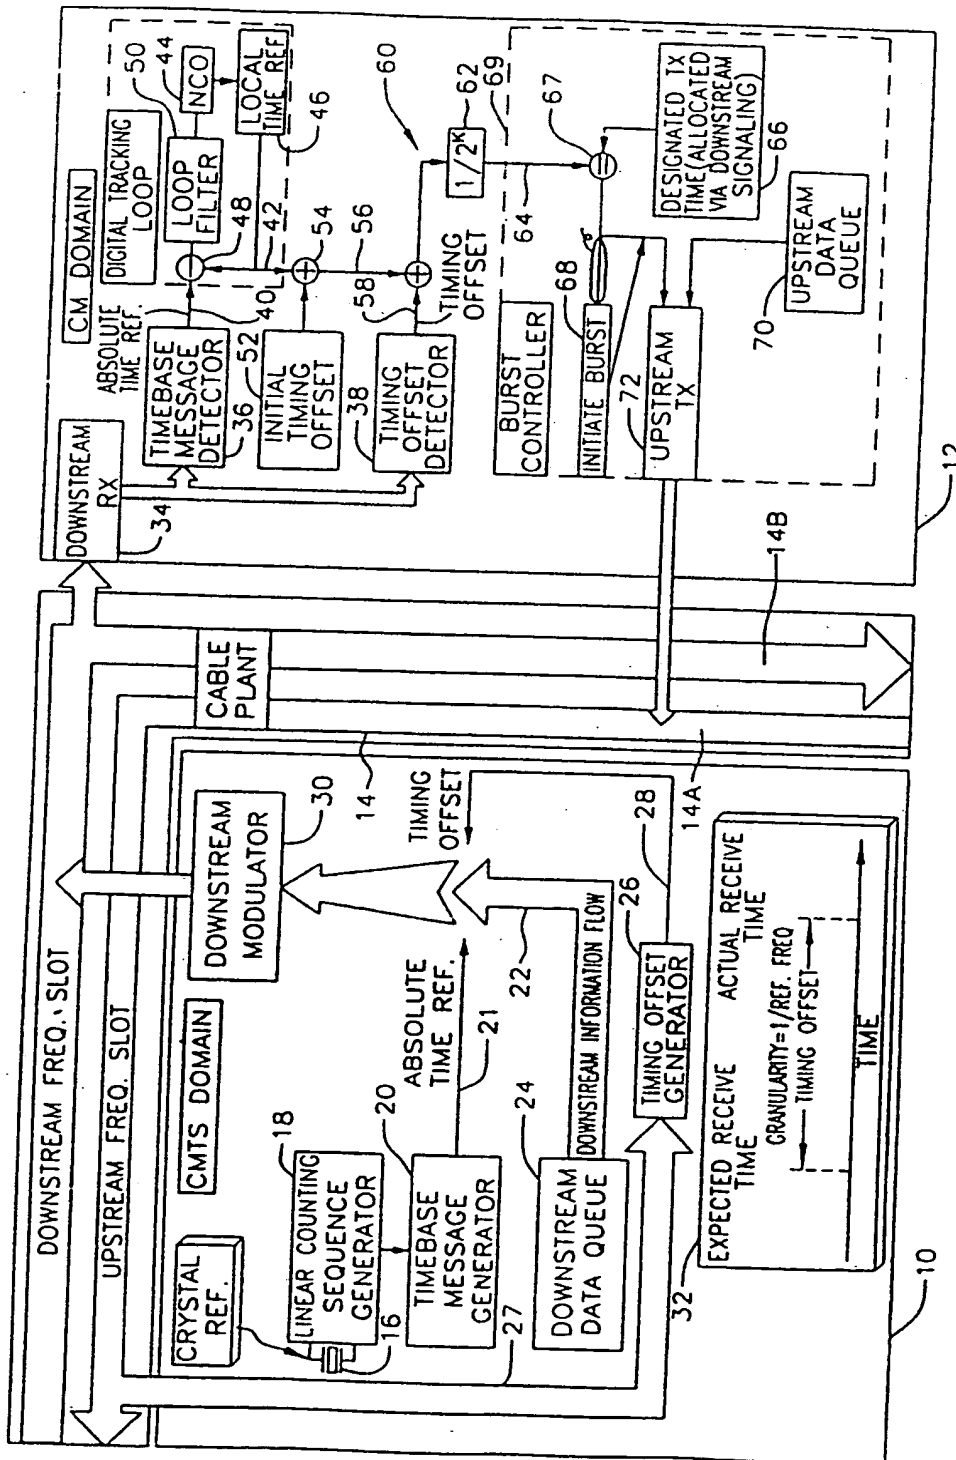 DOWNSTREAM FREQ. SLOT
UPSTREAM FREQ. SLOT
CMTS DOMAIN
CRYSTAL
REF.
16
18
LINEAR COUNTING
SEQUENCE
GENERATOR
20
TIMEBASE
MESSAGE
GENERATOR
27
ABSOLUTE
TIME REF.
21
24
DOWNSTREAM
DATA QUEUE
DOWNSTREAM INFORMATION FLOW
22
DOWNSTREAM
MODULATOR
30
TIMING
OFFSET
28
26
TIMING OFFSET
GENERATOR
32
EXPECTED RECEIVE
TIME
ACTUAL RECEIVE
TIME
GRANULARITY=1/REF. FREQ
TIMING OFFSET
TIME
10
CABLE
PLANT
14
14A
14B
CM DOMAIN
DOWNSTREAM
RX
34
ABSOLUTE
TIME REF.
40
TIMEBASE
MESSAGE
DETECTOR
36
DIGITAL TRACKING
LOOP
LOOP
FILTER
50
NCO
44
LOCAL
TIME REF
46
48
42
52
INITIAL
TIMING
OFFSET
54
56
38
TIMING
OFFSET
DETECTOR
58
TIMING
OFFSET
60
1/2K
62
64
69
67
BURST
CONTROLLER
INITIATE BURST
68
DESIGNATED TX
TIME(ALLOCATED
VIA DOWNSTREAM
SIGNALING)
66
72
UPSTREAM
TX
70
UPSTREAM
DATA
QUEUE
12